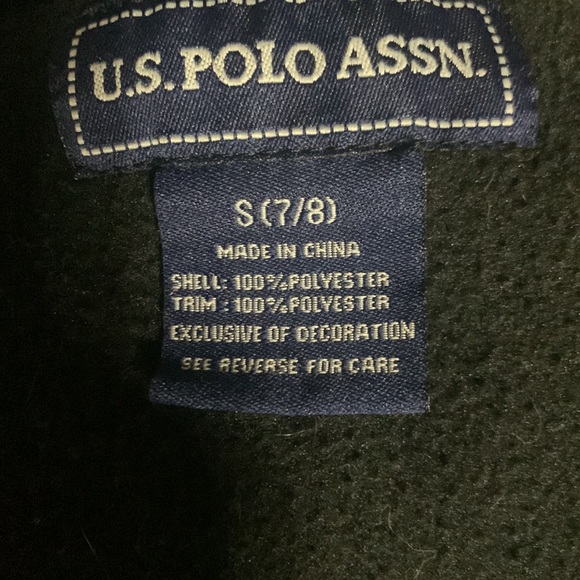 U.S. POLO ASSN.
S (7/8)
MADE IN CHINA
SHELL: 100% POLYESTER
TRIM : 100% POLYESTER
EXCLUSIVE OF DECORATION
SEE REVERSE FOR CARE